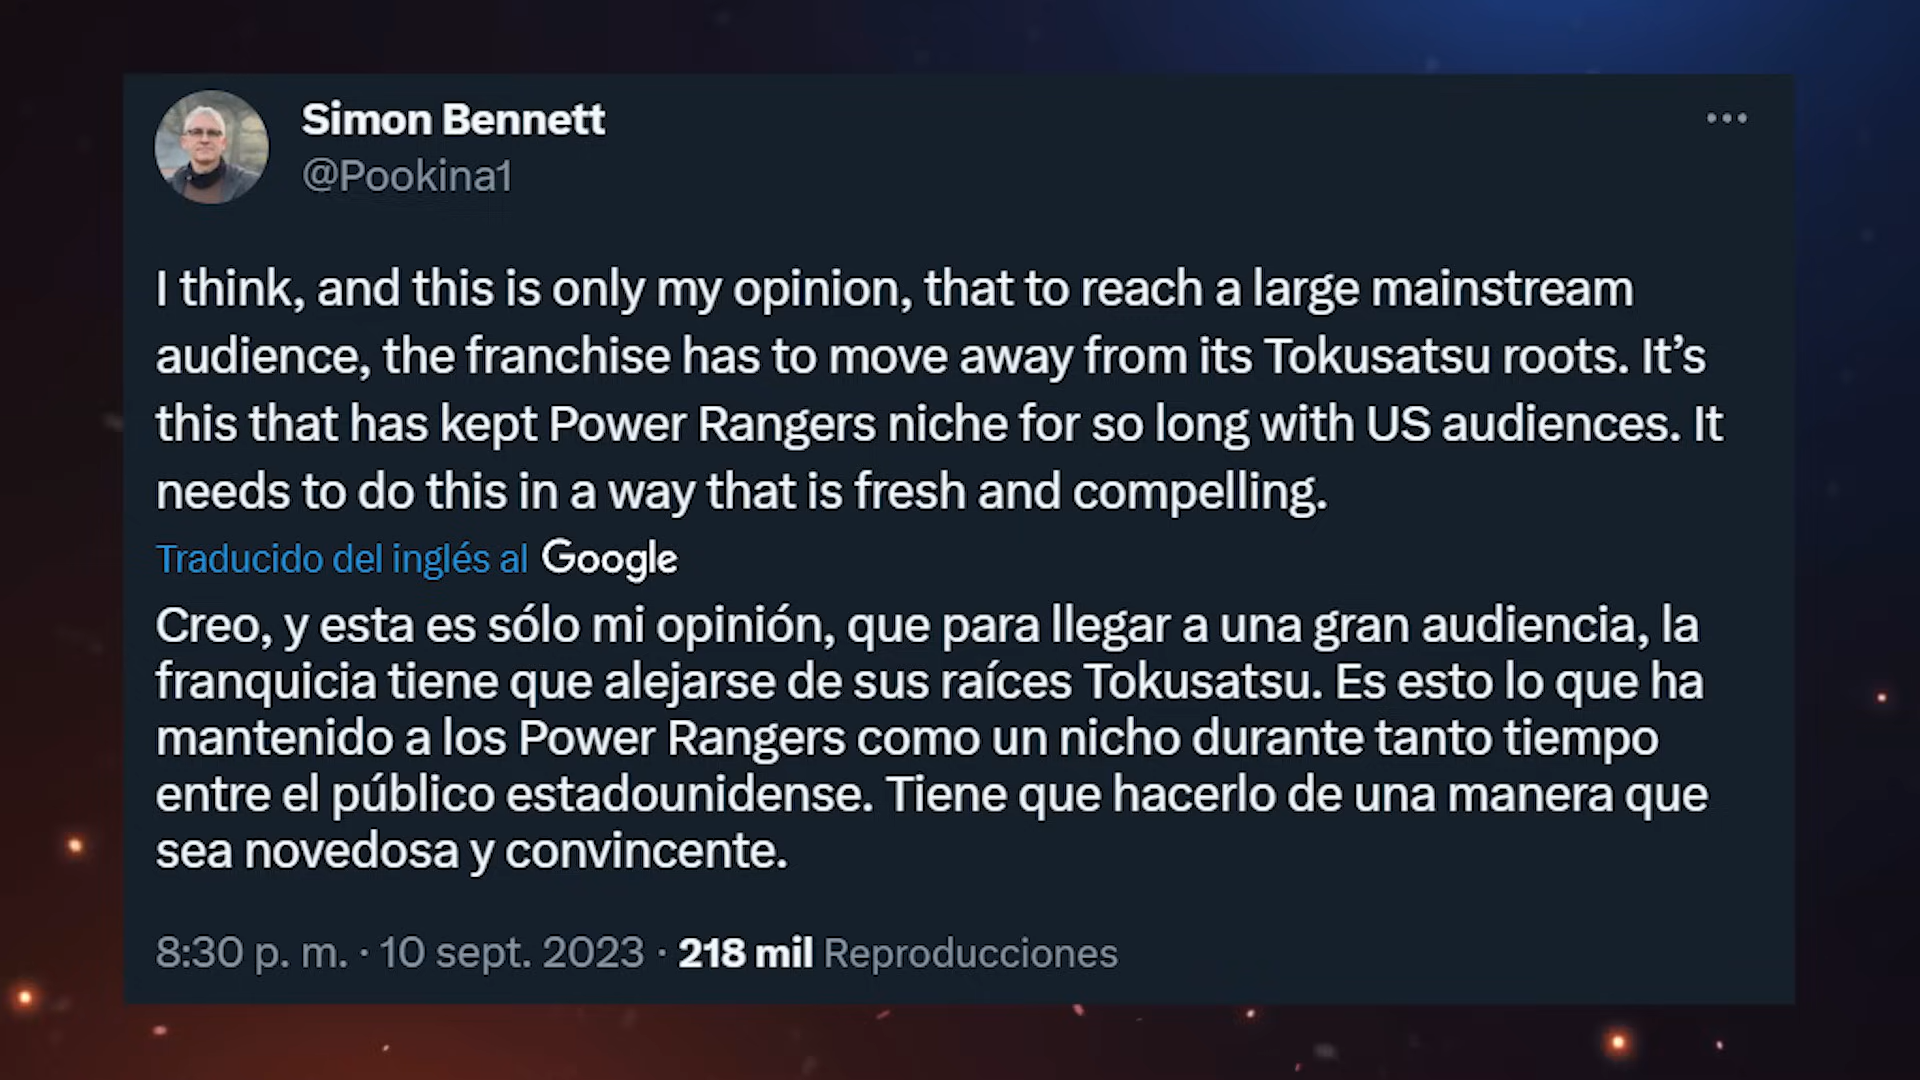 Simon Bennett
@Pookina1
I think, and this is only my opinion, that to reach a large mainstream
audience, the franchise has to move away from its Tokusatsu roots. It’s
this that has kept Power Rangers niche for so long with US audiences. It
needs to do this in a way that is fresh and compelling.
Traducido del inglés al Google
Creo, y esta es sólo mi opinión, que para llegar a una gran audiencia, la
franquicia tiene que alejarse de sus raíces Tokusatsu. Es esto lo que ha
mantenido a los Power Rangers como un nicho durante tanto tiempo
entre el público estadounidense. Tiene que hacerlo de una manera que
sea novedosa y convincente.
8:30 p. m. · 10 sept. 2023 · 218 mil Reproducciones